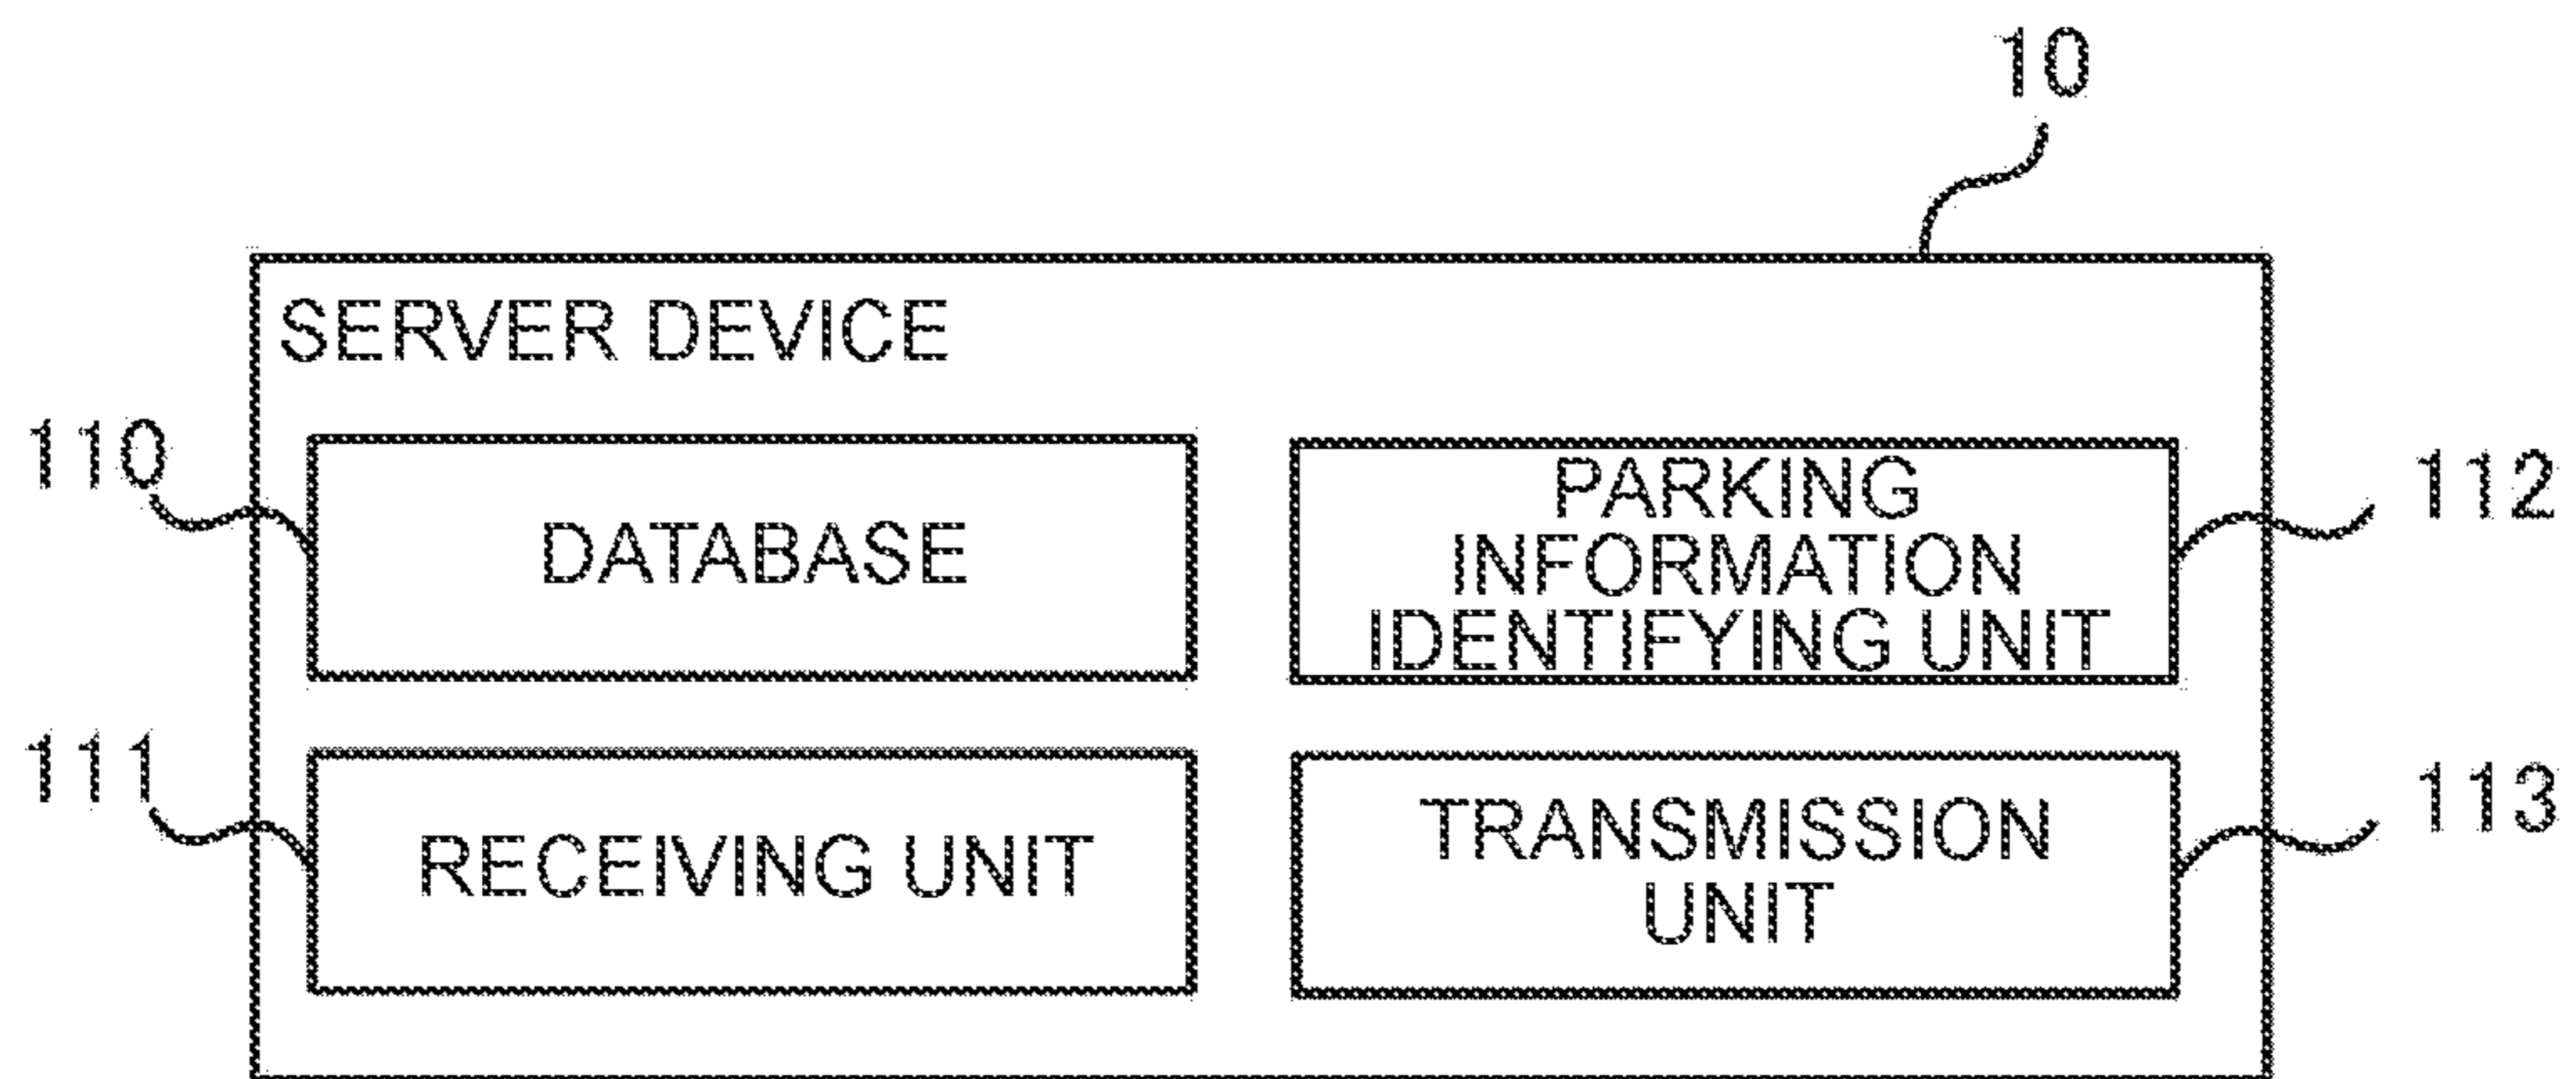 10
SERVER DEVICE
110
DATABASE
PARKING
INFORMATION
IDENTIFYING UNIT
112
111
RECEIVING UNIT
TRANSMISSION
UNIT
113